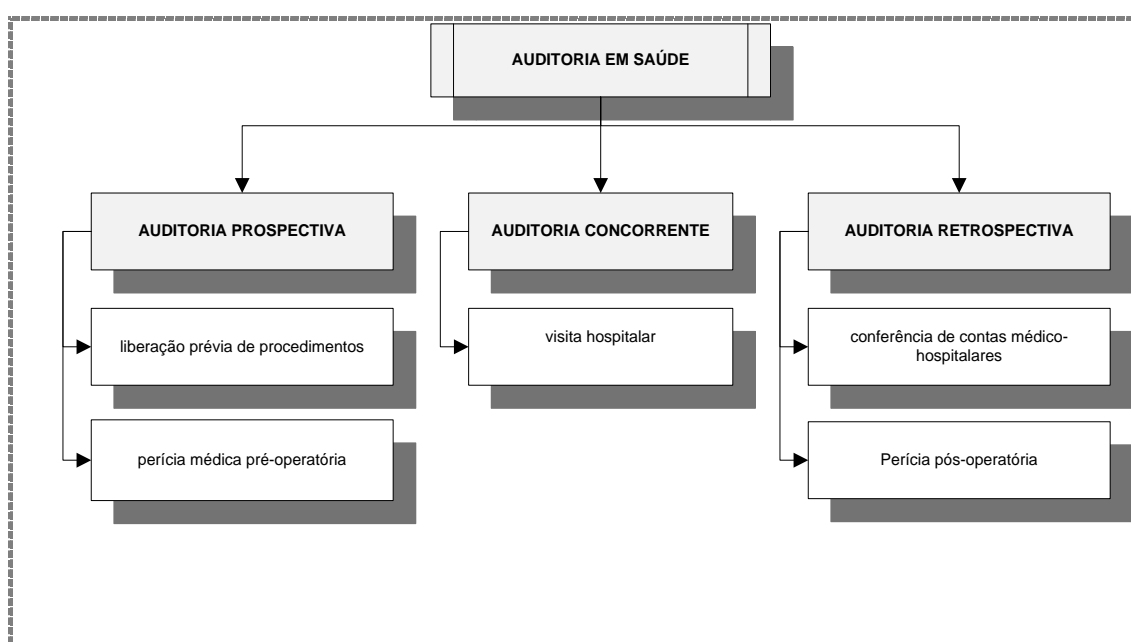 AUDITORIA EM SAÚDE
AUDITORIA PROSPECTIVA
AUDITORIA CONCORRENTE
AUDITORIA RETROSPECTIVA
liberação prévia de procedimentos
visita hospitalar
conferência de contas médico-
hospitalares
perícia médica pré-operatória
Perícia pós-operatória